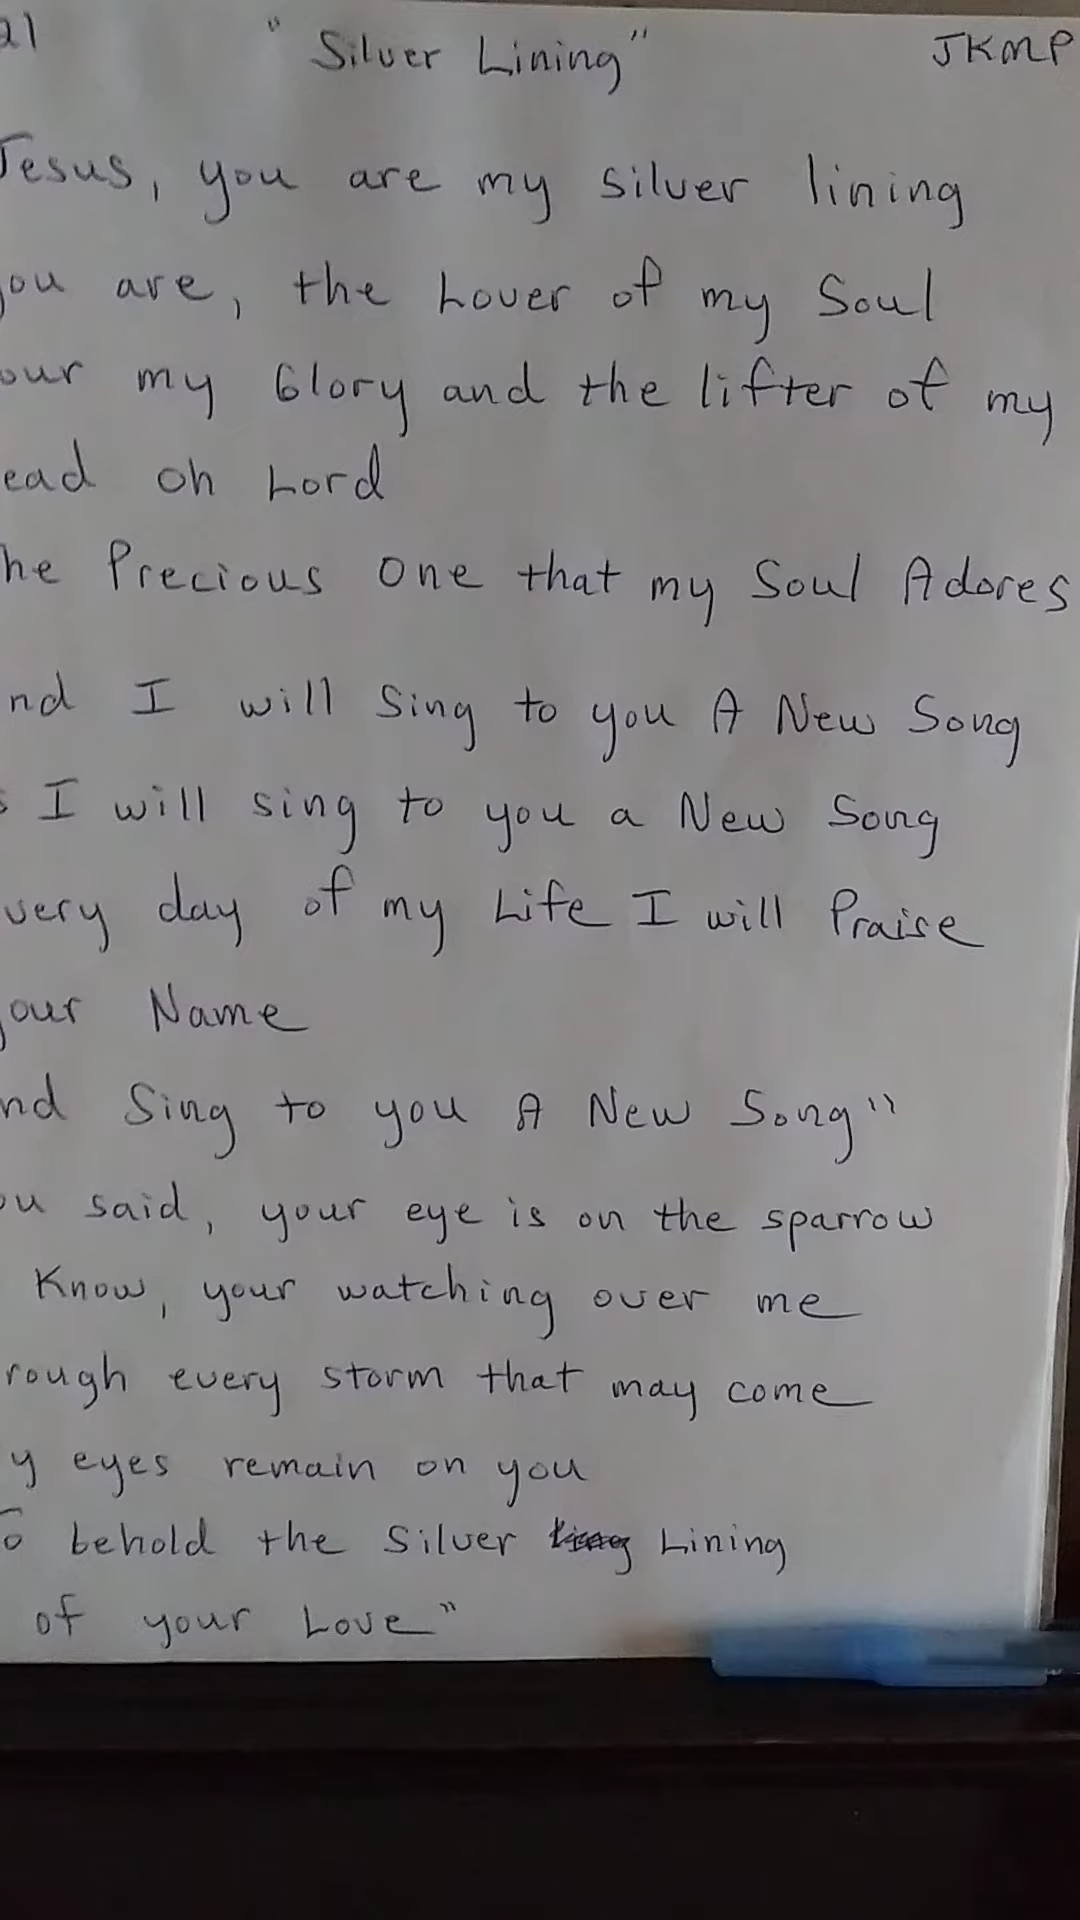 21 "Silver Lining" JKMP
Jesus, you are my silver lining
you are, the Lover of my Soul
our my Glory and the lifter of my
ead oh Lord
he Precious One that my Soul Adores
nd I will Sing to you A New Song
s I will sing to you a New Song
very day of my Life I will Praise
your Name
nd Sing to you A New Song"
ou said, your eye is on the sparrow
Know, your watching over me
rough every storm that may come
y eyes remain on you
To behold the Silver Lining
of your Love"